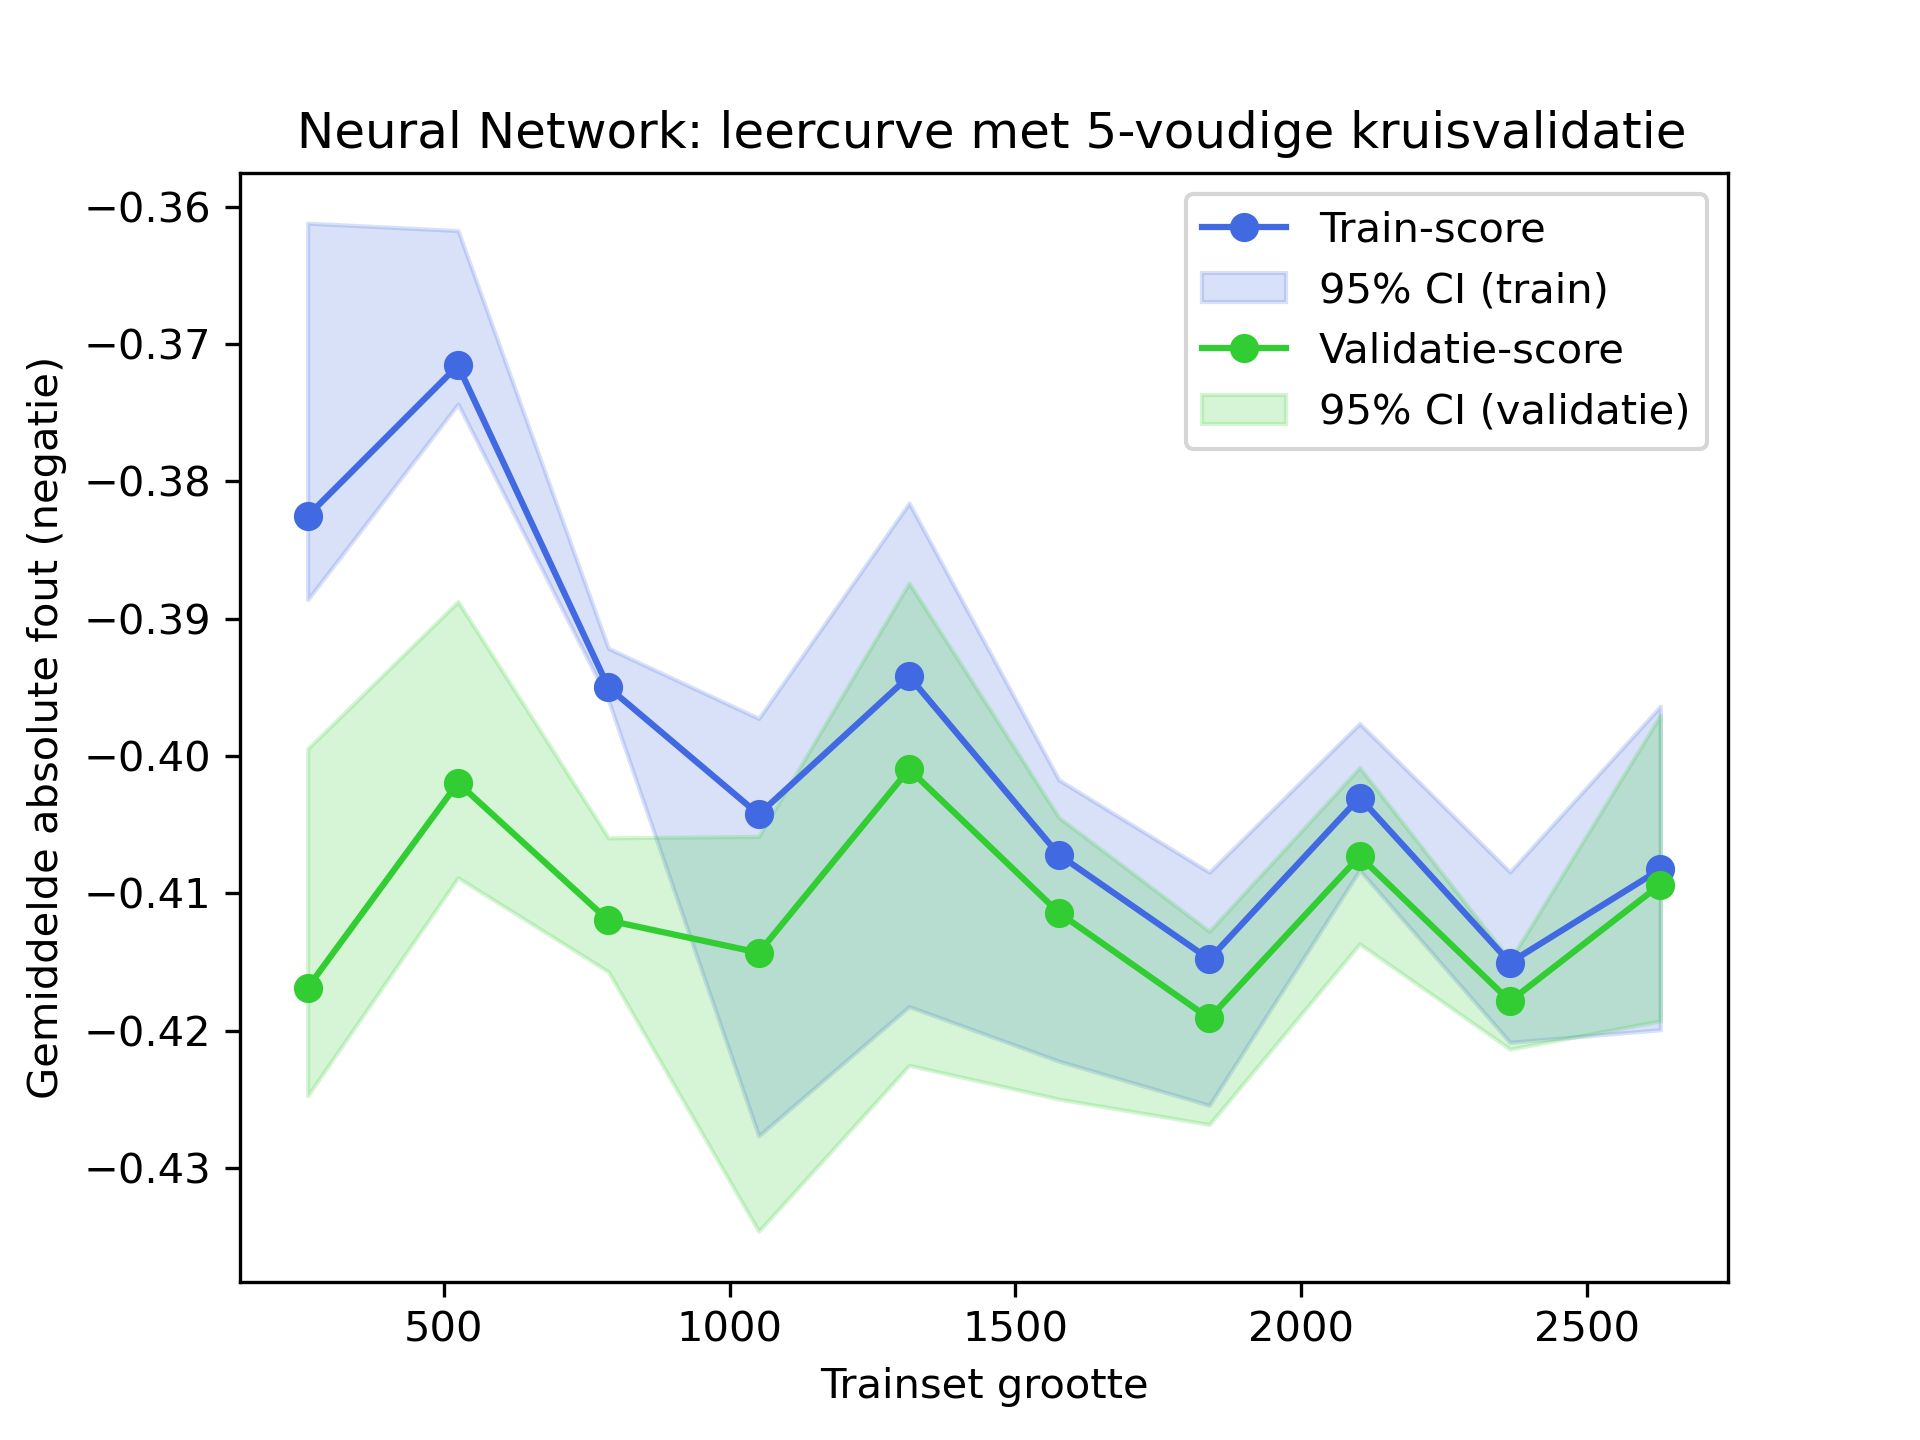 Neural Network: leercurve met 5-voudige kruisvalidatie
Train-score
95% CI (train)
Validatie-score
95% CI (validatie)
Gemiddelde absolute fout (negatie)
−0.36
−0.37
−0.38
−0.39
−0.40
−0.41
−0.42
−0.43
500 1000 1500 2000 2500
Trainset grootte